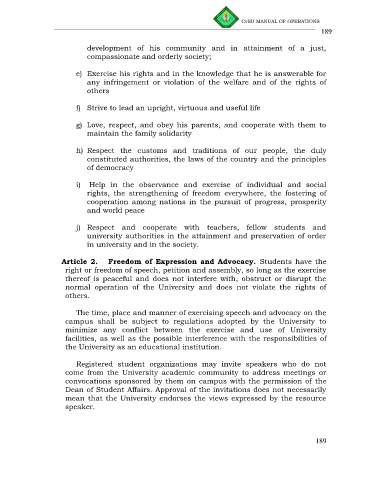 CvSU MANUAL OF OPERATIONS
189
development of his community and in attainment of a just,
compassionate and orderly society;
e) Exercise his rights and in the knowledge that he is answerable for
any infringement or violation of the welfare and of the rights of
others
f) Strive to lead an upright, virtuous and useful life
g) Love, respect, and obey his parents, and cooperate with them to
maintain the family solidarity
h) Respect the customs and traditions of our people, the duly
constituted authorities, the laws of the country and the principles
of democracy
i) Help in the observance and exercise of individual and social
rights, the strengthening of freedom everywhere, the fostering of
cooperation among nations in the pursuit of progress, prosperity
and world peace
j) Respect and cooperate with teachers, fellow students and
university authorities in the attainment and preservation of order
in university and in the society.
Article 2. Freedom of Expression and Advocacy. Students have the
right or freedom of speech, petition and assembly, so long as the exercise
thereof is peaceful and does not interfere with, obstruct or disrupt the
normal operation of the University and does not violate the rights of
others.
The time, place and manner of exercising speech and advocacy on the
campus shall be subject to regulations adopted by the University to
minimize any conflict between the exercise and use of University
facilities, as well as the possible interference with the responsibilities of
the University as an educational institution.
Registered student organizations may invite speakers who do not
come from the University academic community to address meetings or
convocations sponsored by them on campus with the permission of the
Dean of Student Affairs. Approval of the invitations does not necessarily
mean that the University endorses the views expressed by the resource
speaker.
189